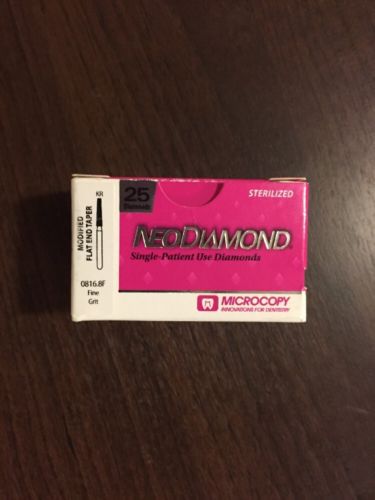 MODIFIED
FLAT END TAPER
KR
0816.8F
Fine
Grit
25
Diamonds
STERILIZED
NEODIAMOND
Single-Patient Use Diamonds
MICROCOPY
INNOVATIONS FOR DENTISTRY